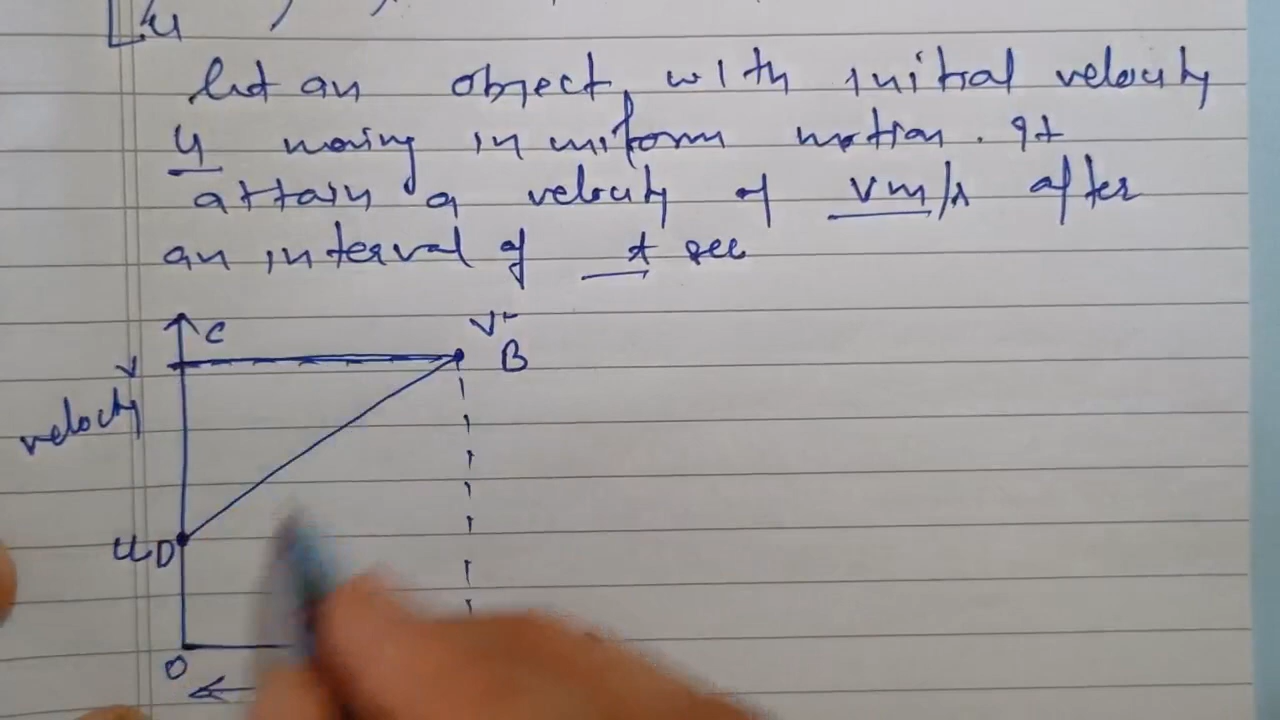 u
let an object, with initial velocity
u moving in uniform motion. It
attain a velocity of v m/s after
an interval of t sec
C
v
B
v
velocity
u D
O